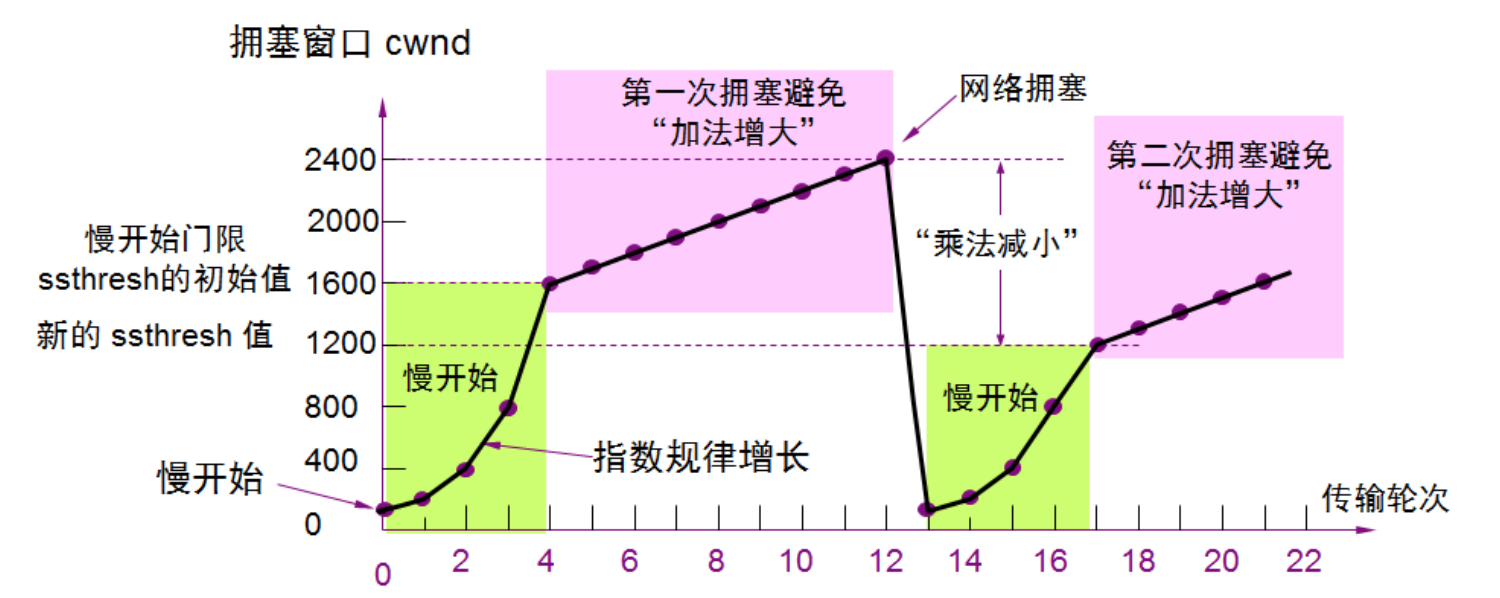 拥塞窗口 cwnd
第一次拥塞避免
“加法增大”
网络拥塞
第二次拥塞避免
“加法增大”
2400
2000
慢开始门限
ssthresh的初始值
1600
新的 ssthresh 值
1200
“乘法减小”
慢开始
慢开始
800
指数规律增长
400
慢开始
0
传输轮次
0 2 4 6 8 10 12 14 16 18 20 22